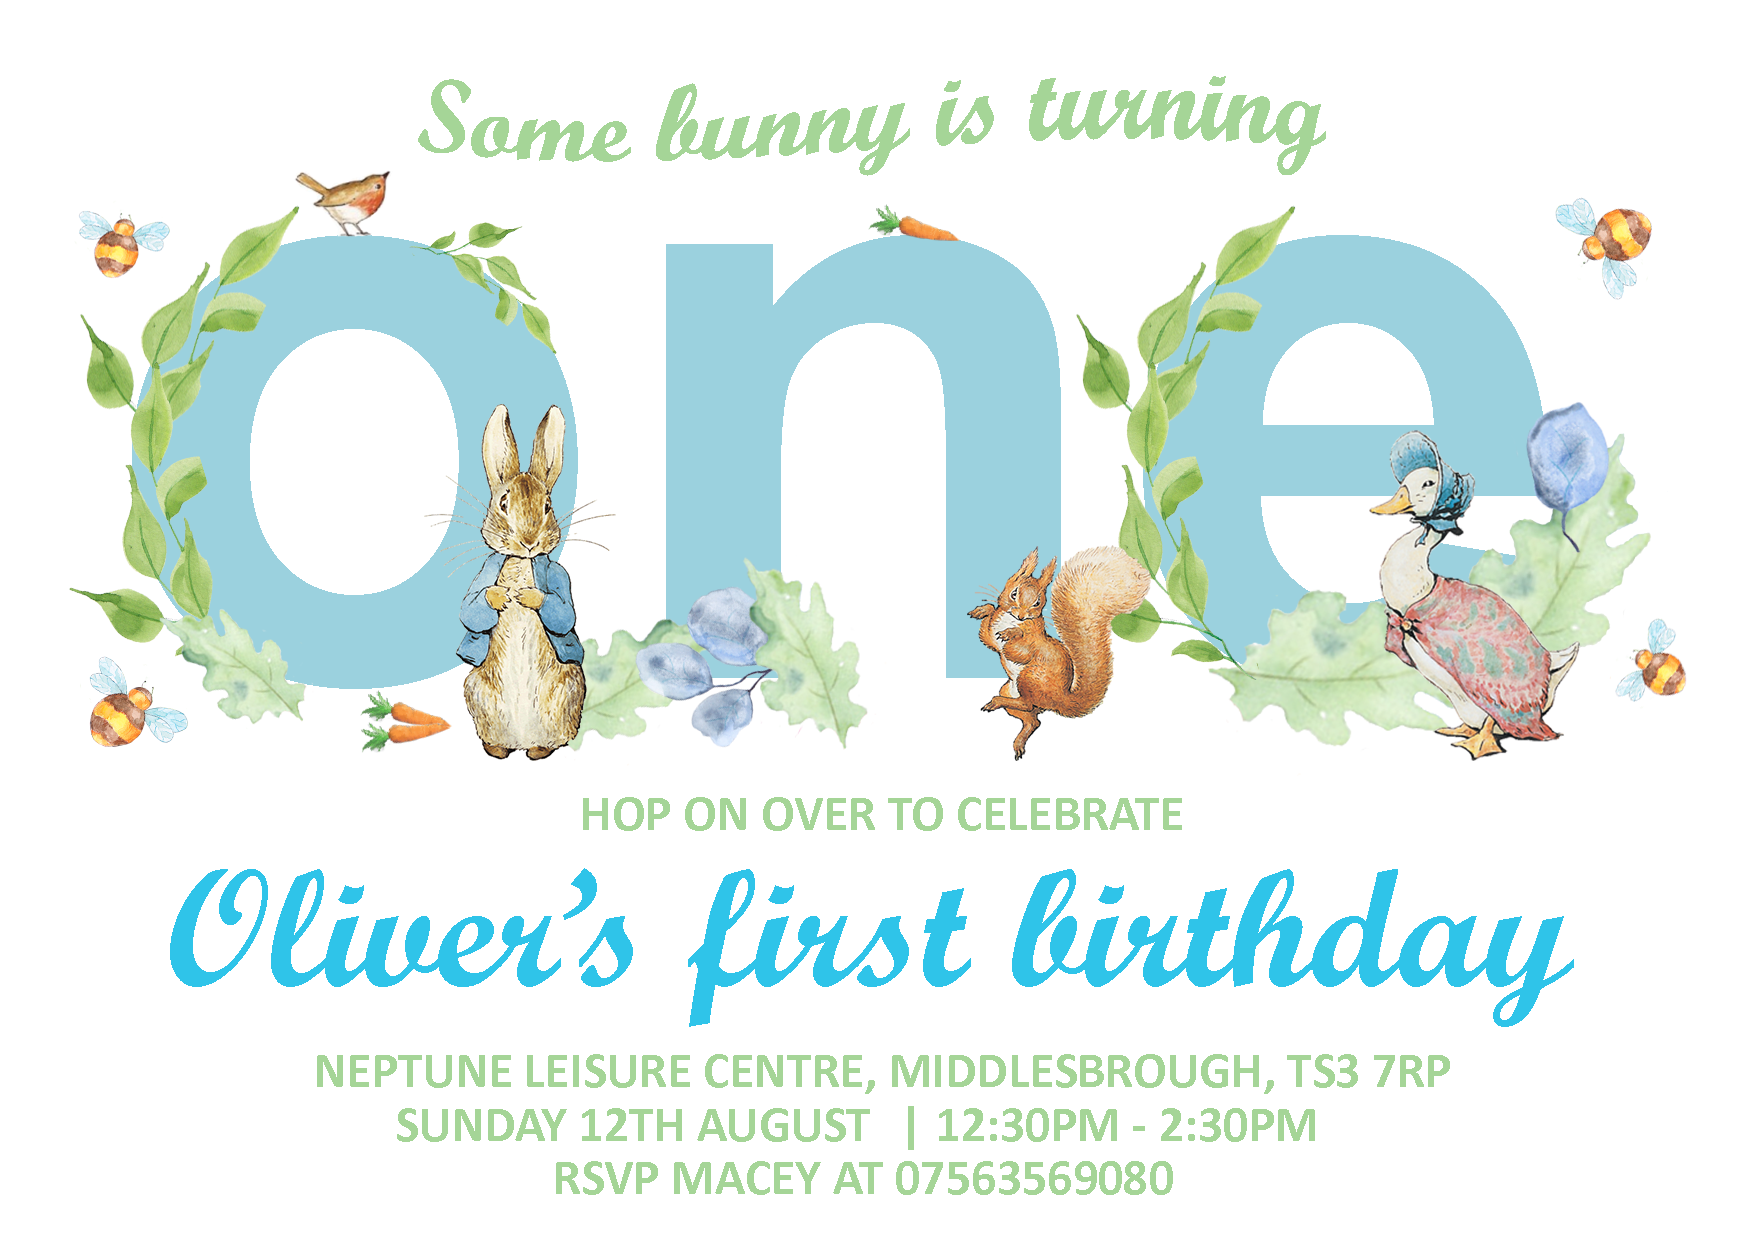 Some bunny is turning
one
HOP ON OVER TO CELEBRATE
Oliver's first birthday
NEPTUNE LEISURE CENTRE, MIDDLESBROUGH, TS3 7RP
SUNDAY 12TH AUGUST | 12:30PM - 2:30PM
RSVP MACEY AT 07563569080